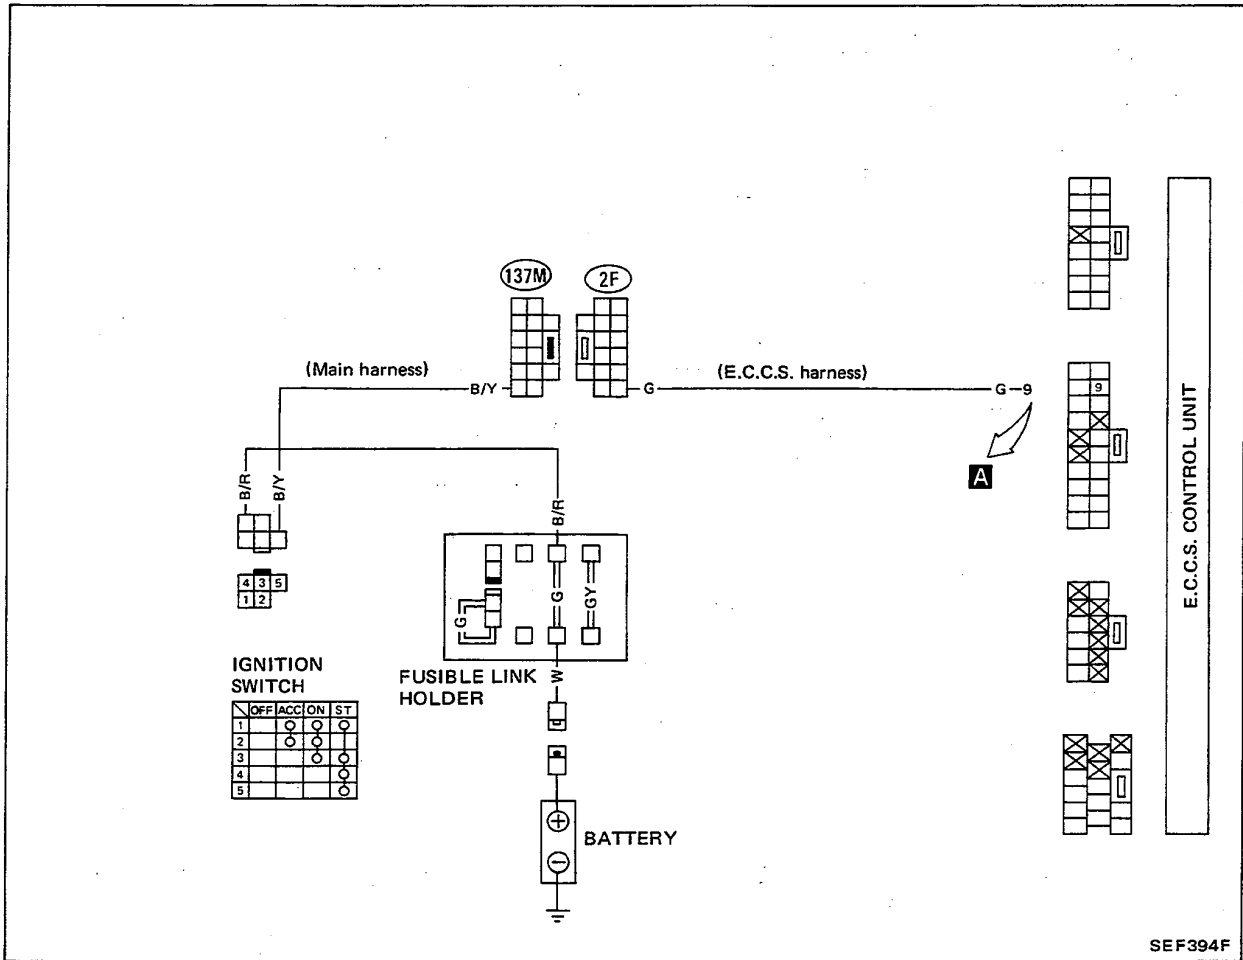 137M
2F
(Main harness)
(E.C.C.S. harness)
B/Y
G
G 9
9
A
B/R
B/Y
B/R
4 3 5
1 2
G
G
GY
IGNITION
SWITCH
OFF ACC ON ST
1
2
3
4
5
FUSIBLE LINK
HOLDER
W
+
BATTERY
−
E.C.C.S. CONTROL UNIT
SEF394F